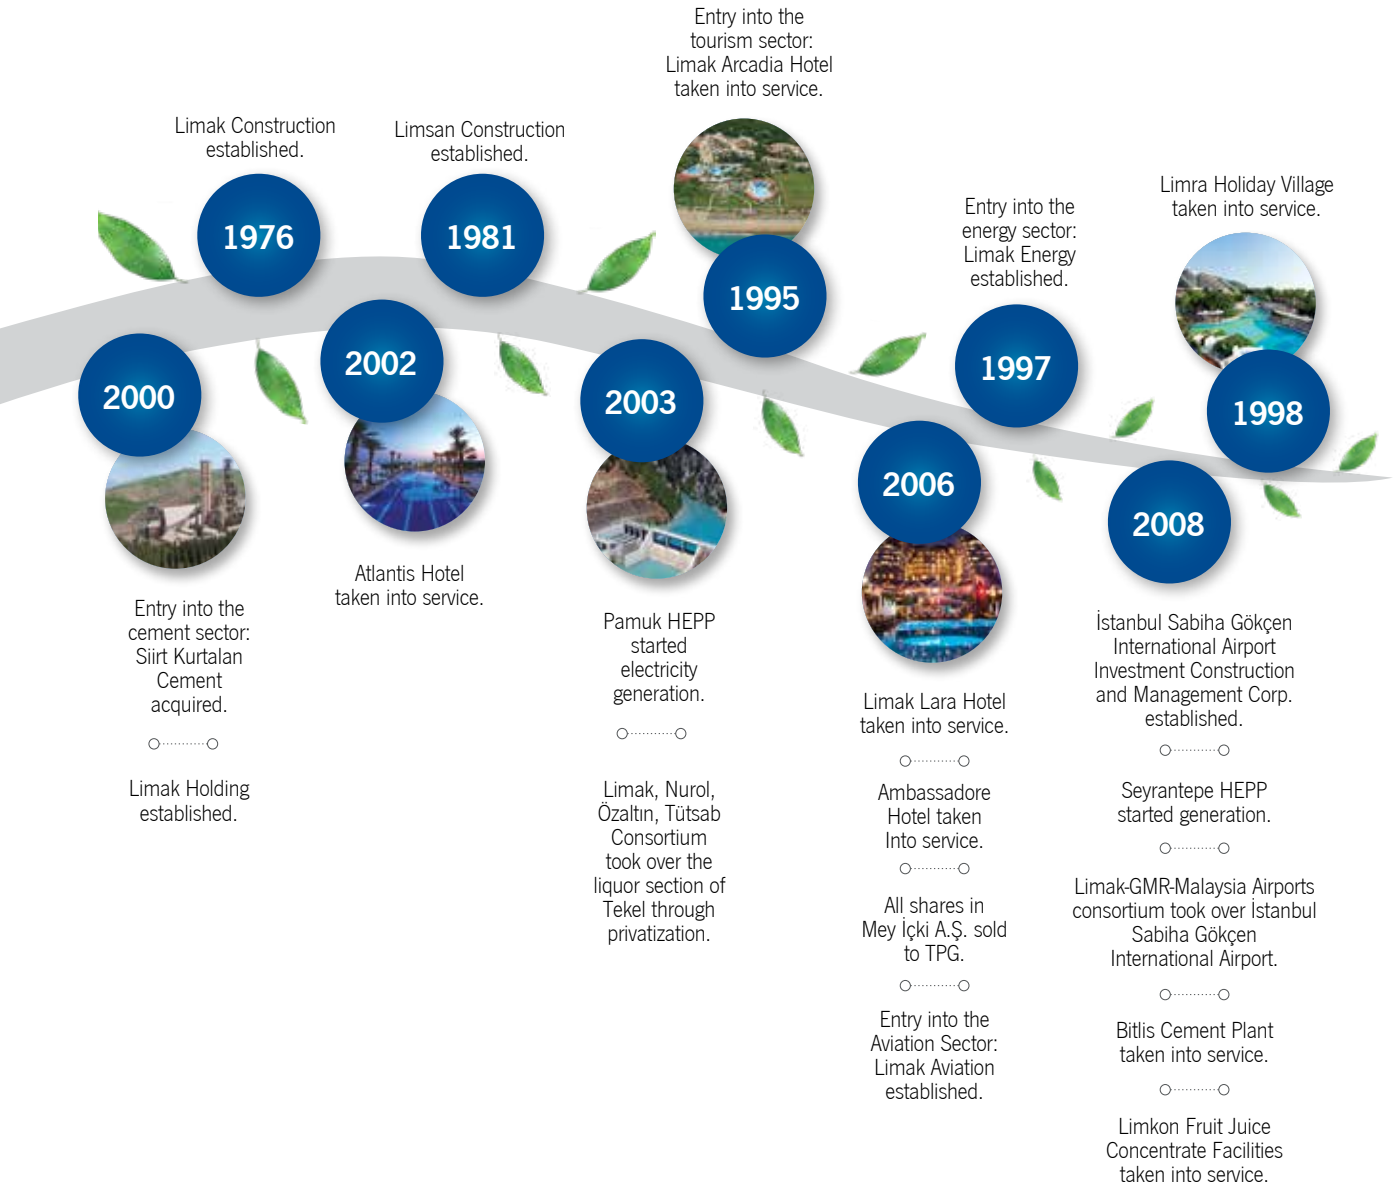 Limak Construction
established.
1976
Limsan Construction
established.
1981
Entry into the
tourism sector:
Limak Arcadia Hotel
taken into service.
1995
Entry into the
energy sector:
Limak Energy
established.
1997
Limra Holiday Village
taken into service.
1998
2000
Entry into the
cement sector:
Siirt Kurtalan
Cement
acquired.
Limak Holding
established.
2002
Atlantis Hotel
taken into service.
2003
Pamuk HEPP
started
electricity
generation.
Limak, Nurol,
Özaltın, Tütsab
Consortium
took over the
liquor section of
Tekel through
privatization.
2006
Limak Lara Hotel
taken into service.
Ambassadore
Hotel taken
Into service.
All shares in
Mey İçki A.Ş. sold
to TPG.
Entry into the
Aviation Sector:
Limak Aviation
established.
2008
İstanbul Sabiha Gökçen
International Airport
Investment Construction
and Management Corp.
established.
Seyrantepe HEPP
started generation.
Limak-GMR-Malaysia Airports
consortium took over İstanbul
Sabiha Gökçen
International Airport.
Bitlis Cement Plant
taken into service.
Limkon Fruit Juice
Concentrate Facilities
taken into service.